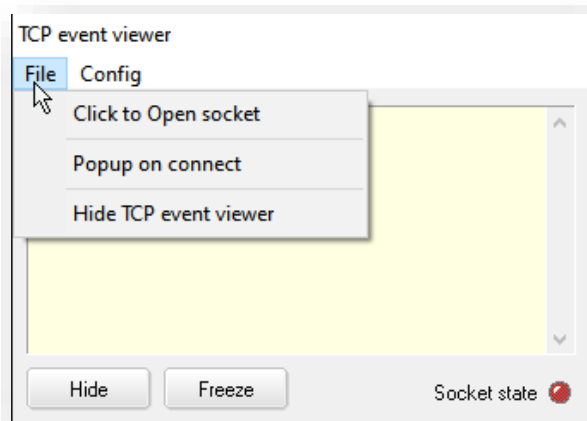 TCP event viewer
File Config
Click to Open socket
Popup on connect
Hide TCP event viewer
Hide Freeze Socket state